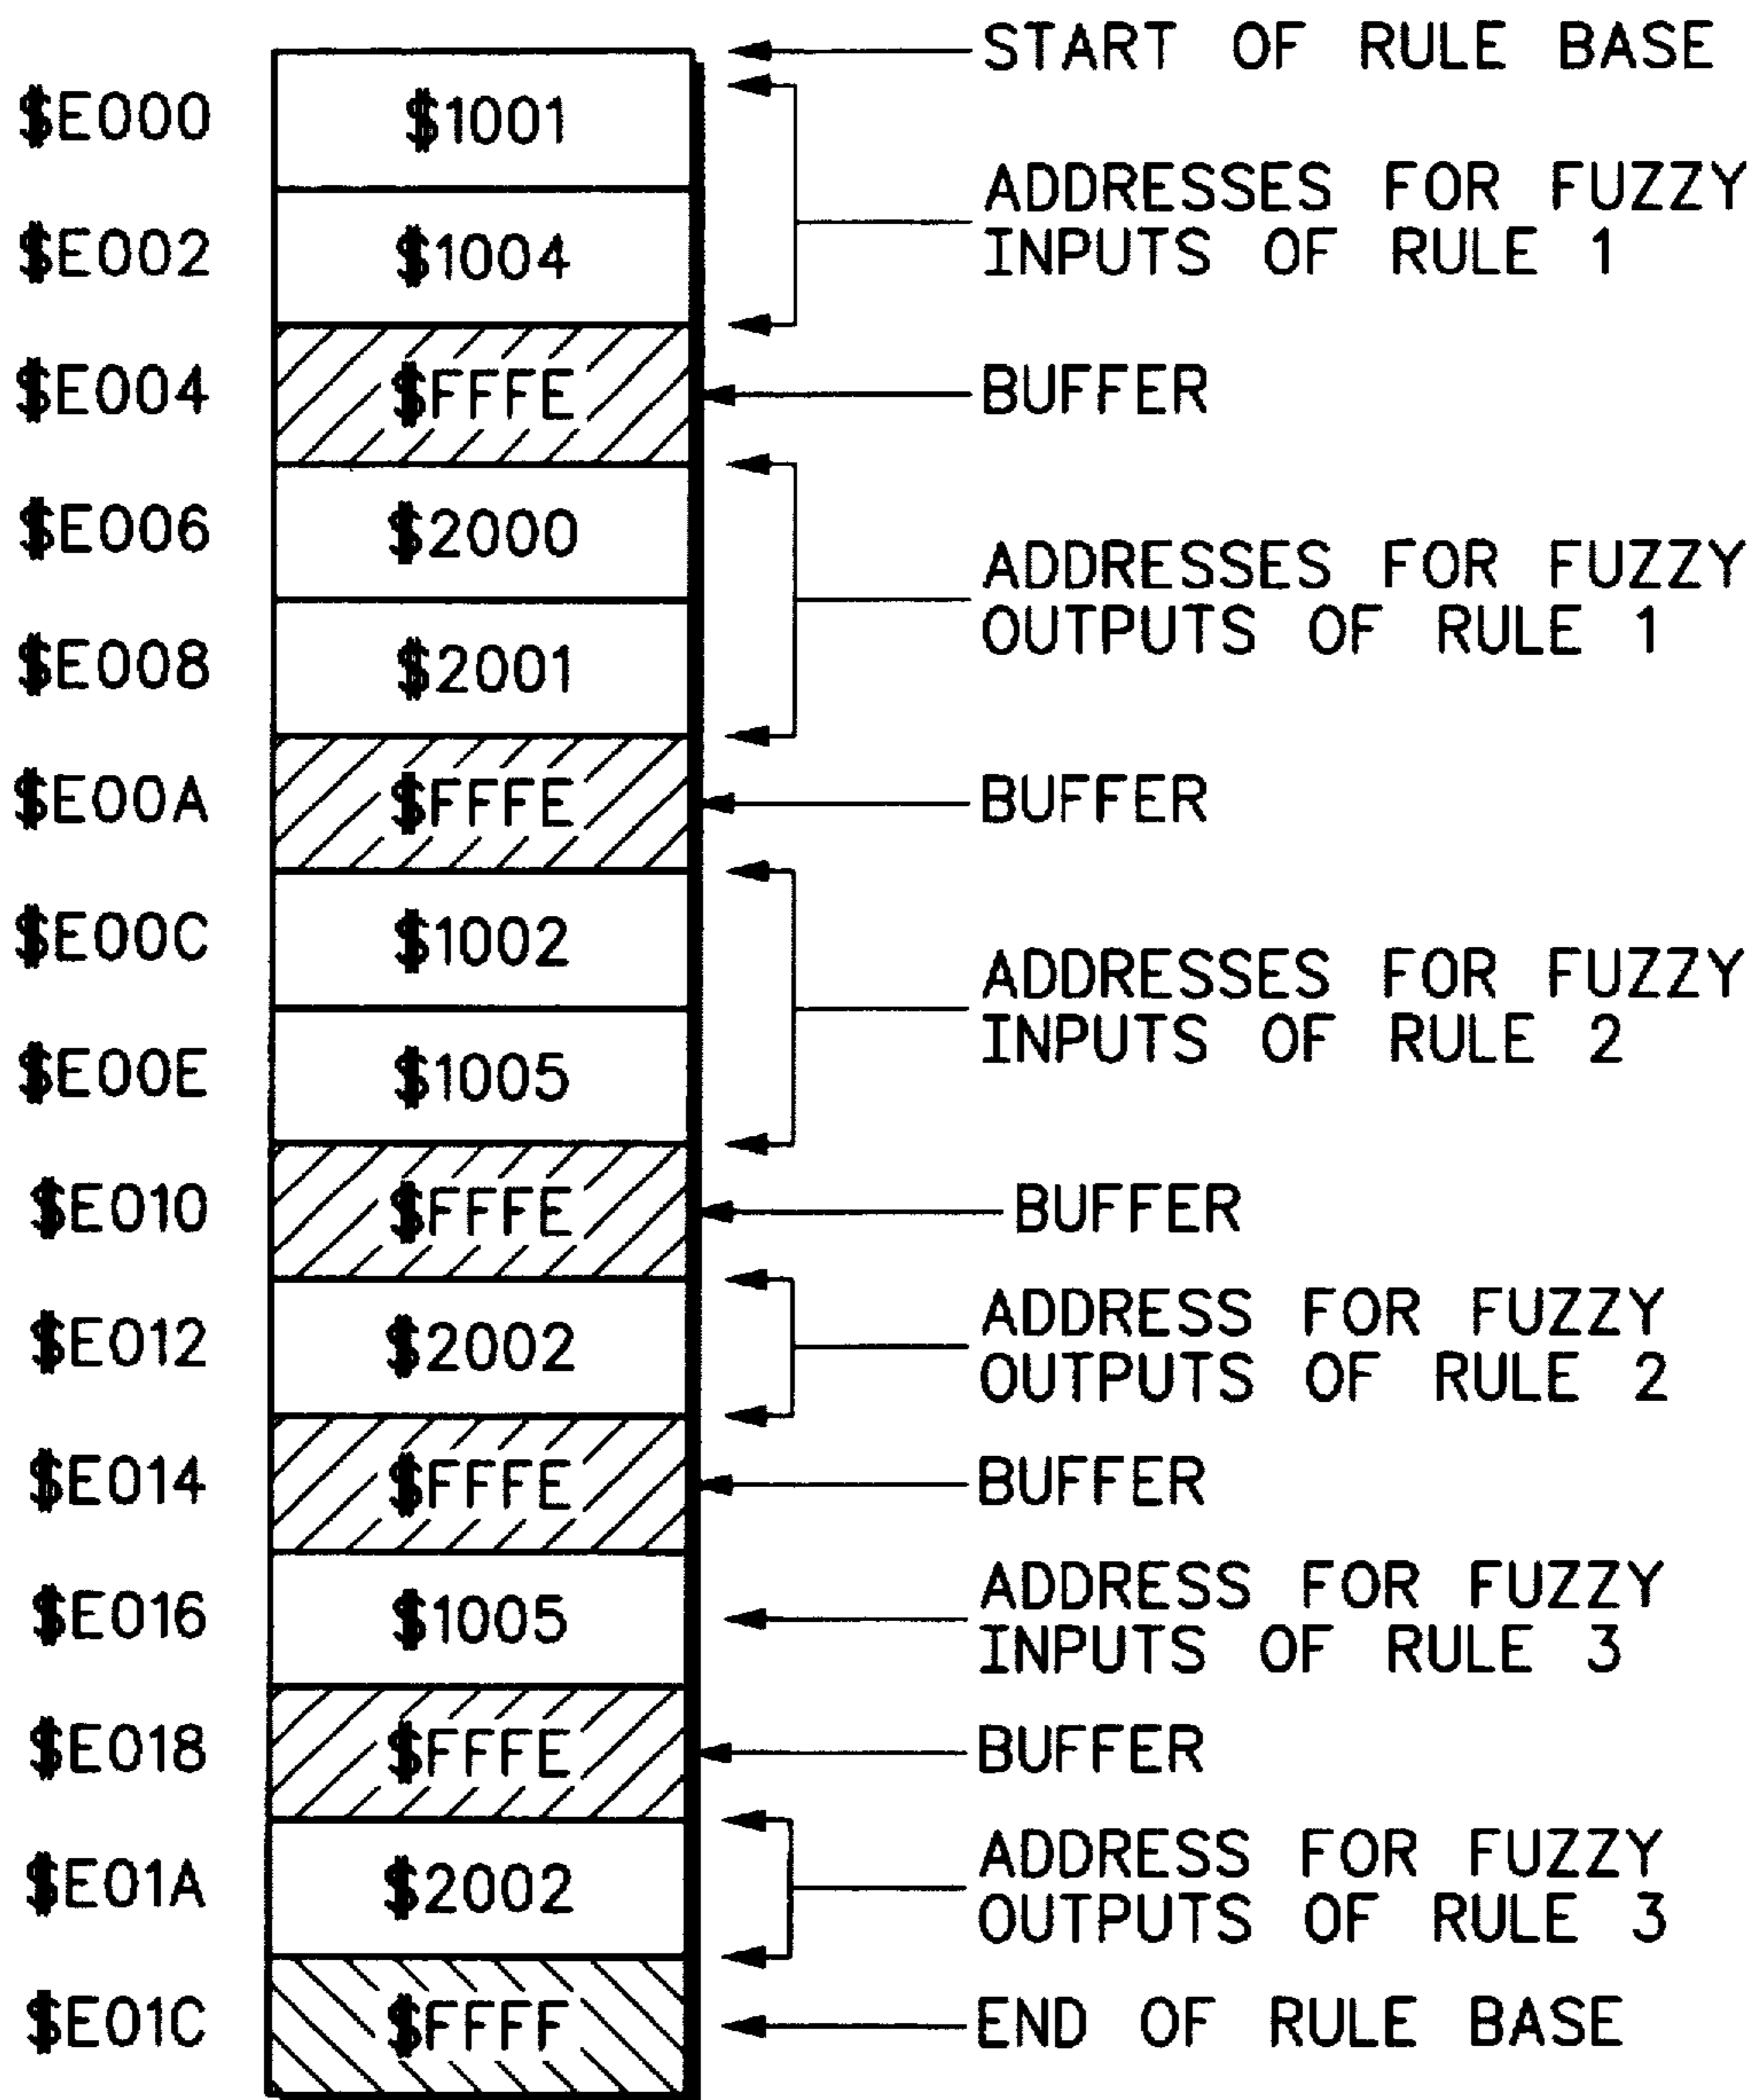 START OF RULE BASE
$E000 $1001
ADDRESSES FOR FUZZY
INPUTS OF RULE 1
$E002 $1004
$E004 $FFFE BUFFER
$E006 $2000
ADDRESSES FOR FUZZY
OUTPUTS OF RULE 1
$E008 $2001
$E00A $FFFE BUFFER
$E00C $1002
ADDRESSES FOR FUZZY
INPUTS OF RULE 2
$E00E $1005
$E010 $FFFE BUFFER
$E012 $2002
ADDRESS FOR FUZZY
OUTPUTS OF RULE 2
$E014 $FFFE BUFFER
$E016 $1005
ADDRESS FOR FUZZY
INPUTS OF RULE 3
$E018 $FFFE BUFFER
$E01A $2002
ADDRESS FOR FUZZY
OUTPUTS OF RULE 3
$E01C $FFFF END OF RULE BASE